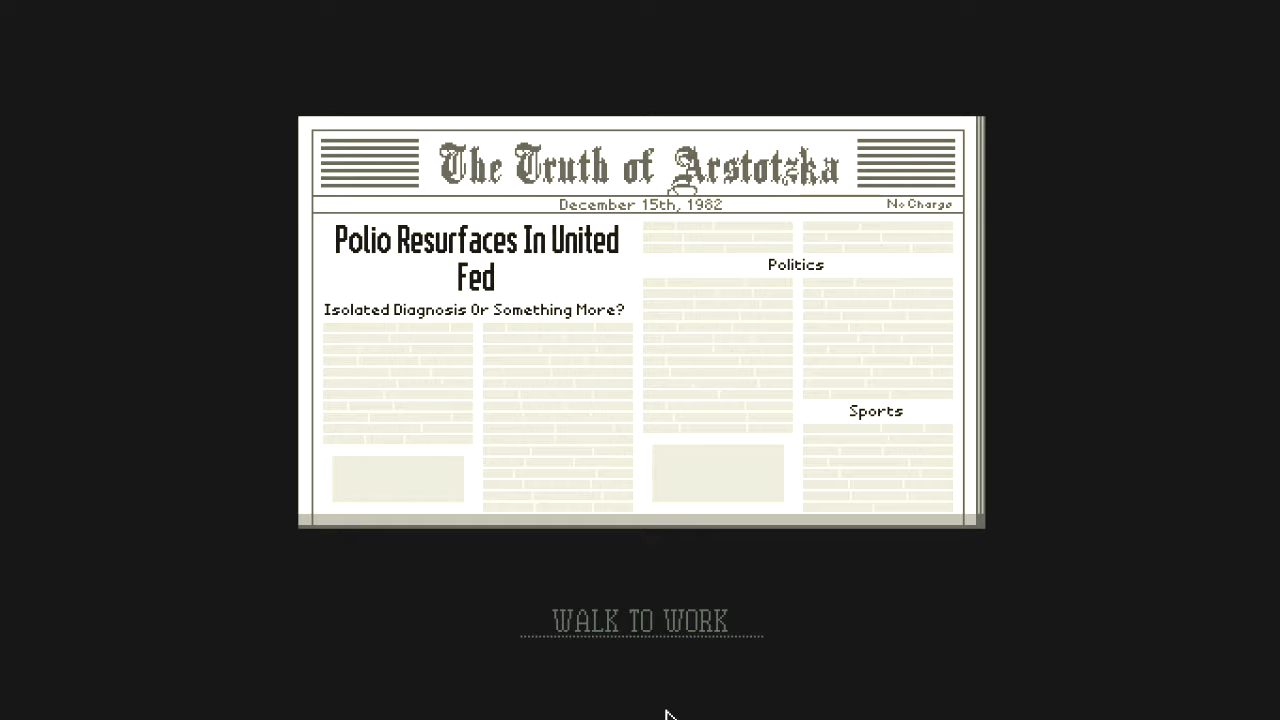 The Truth of Arstotzka
December 15th, 1982
No Charge
Polio Resurfaces In United
Fed
Isolated Diagnosis Or Something More?
Politics
Sports
WALK TO WORK